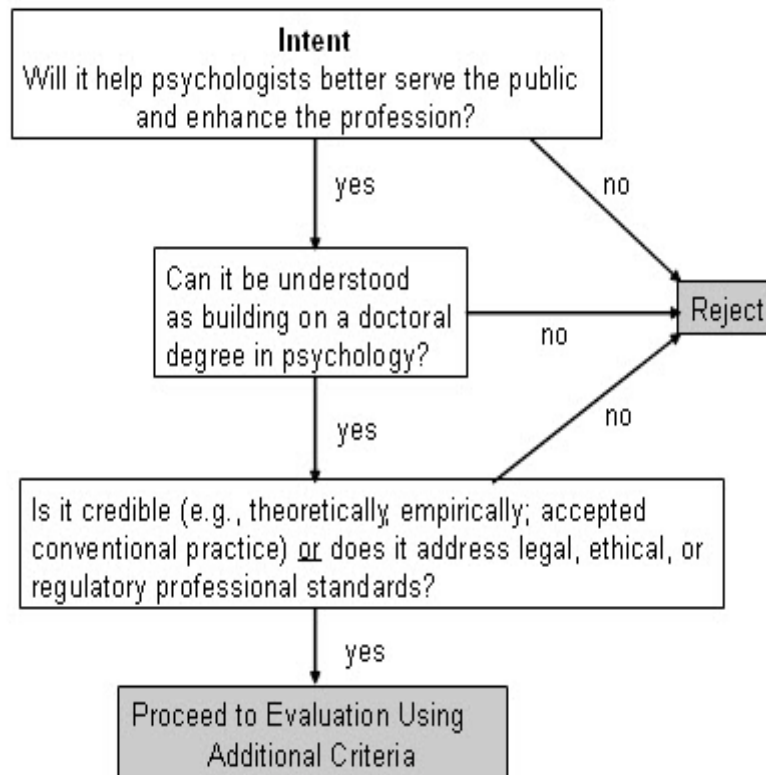 Intent
Will it help psychologists better serve the public
and enhance the profession?
yes
no
Can it be understood
as building on a doctoral
degree in psychology?
no
Reject
yes
no
Is it credible (e.g., theoretically, empirically; accepted
conventional practice) or does it address legal, ethical, or
regulatory professional standards?
yes
Proceed to Evaluation Using
Additional Criteria